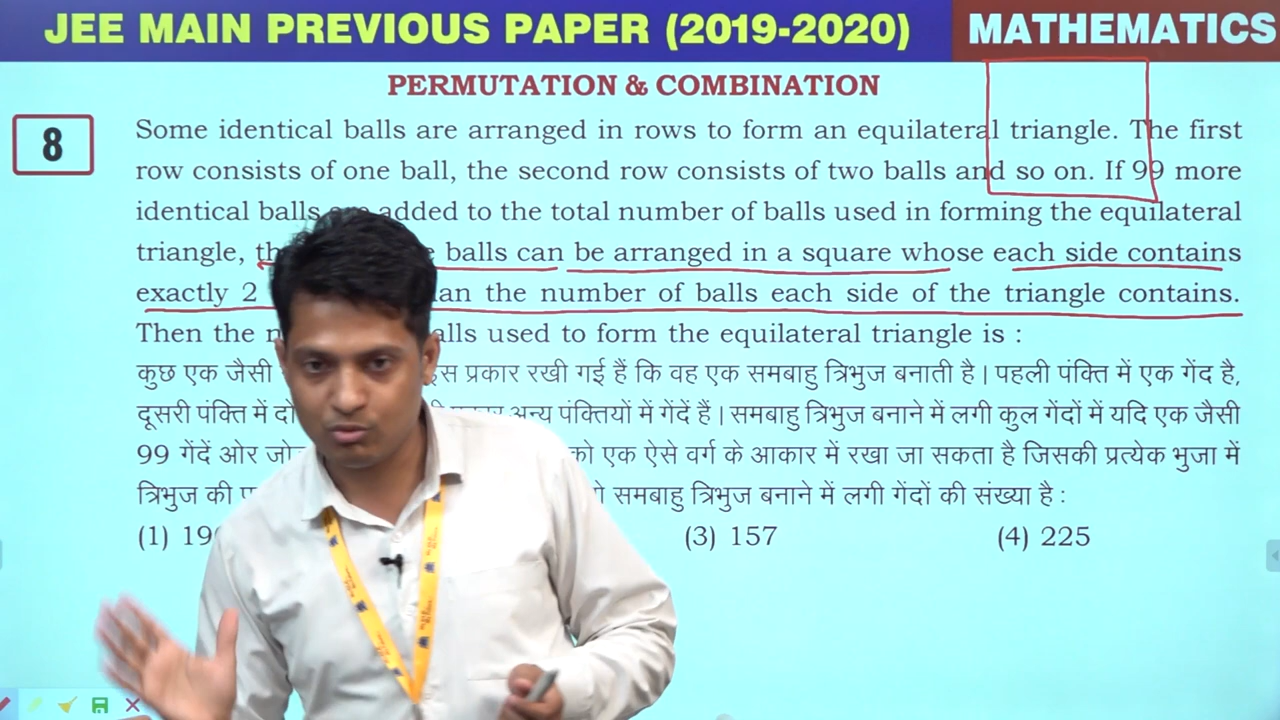 JEE MAIN PREVIOUS PAPER (2019-2020) MATHEMATICS
PERMUTATION & COMBINATION
8
Some identical balls are arranged in rows to form an equilateral triangle. The first
row consists of one ball, the second row consists of two balls and so on. If 99 more
identical balls added to the total number of balls used in forming the equilateral
triangle, balls can be arranged in a square whose each side contains
exactly 2 the number of balls each side of the triangle contains.
Then the used to form the equilateral triangle is :
कुछ एक जैसी प्रकार रखी गई हैं कि वह एक समबाहु त्रिभुज बनाती है। पहली पंक्ति में एक गेंद है,
दूसरी पंक्ति में अन्य पंक्तियों में गेंदें हैं। समबाहु त्रिभुज बनाने में लगी कुल गेंदों में यदि एक जैसी
99 गेंदें ओर को एक ऐसे वर्ग के आकार में रखा जा सकता है जिसकी प्रत्येक भुजा में
त्रिभुज की समबाहु त्रिभुज बनाने में लगी गेंदों की संख्या है :
(1) (3) 157 (4) 225